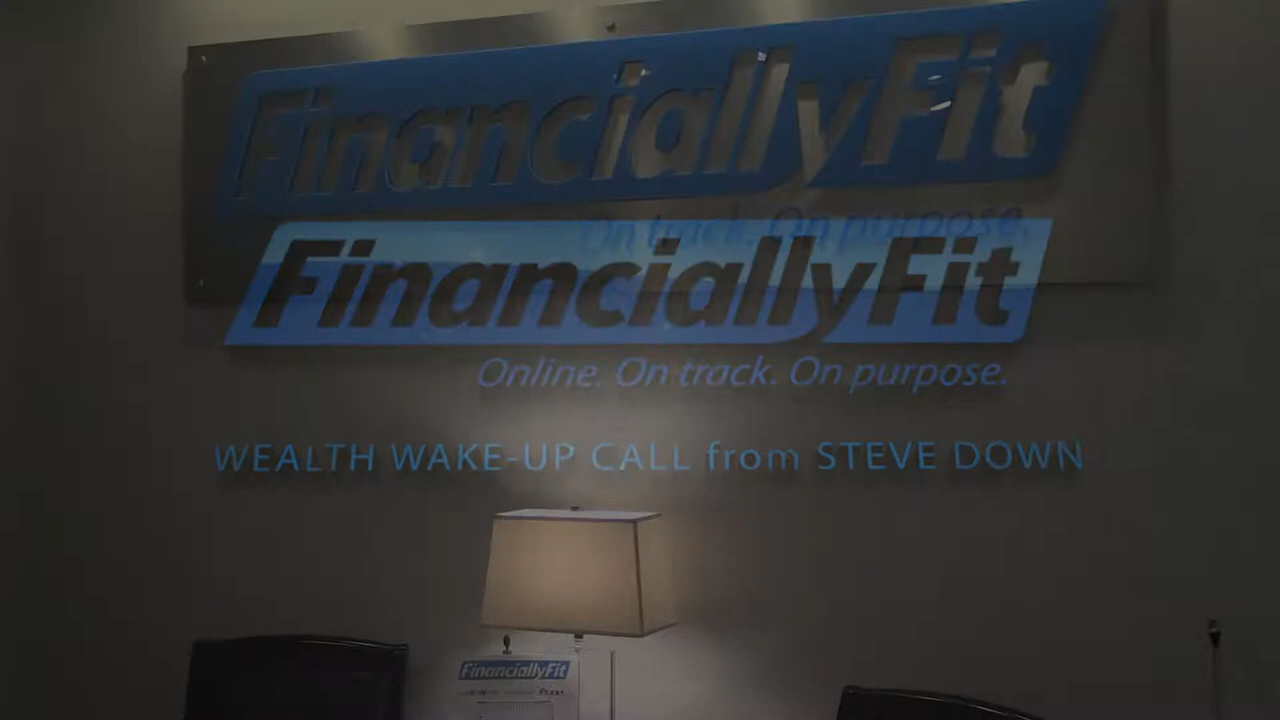 FinanciallyFit
On track. On purpose.
FinanciallyFit
Online. On track. On purpose.
WEALTH WAKE-UP CALL from STEVE DOWN
FinanciallyFit